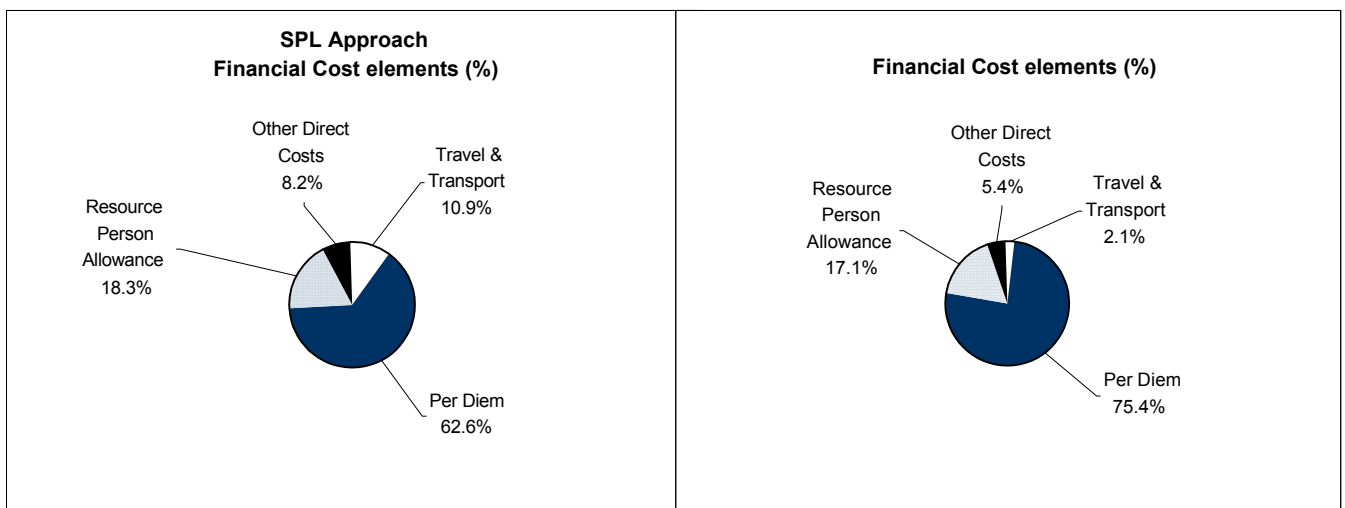 SPL Approach
Financial Cost elements (%)
Other Direct
Costs
8.2%
Travel &
Transport
10.9%
Resource
Person
Allowance
18.3%
Per Diem
62.6%
Financial Cost elements (%)
Other Direct
Costs
5.4%
Travel &
Transport
2.1%
Resource
Person
Allowance
17.1%
Per Diem
75.4%